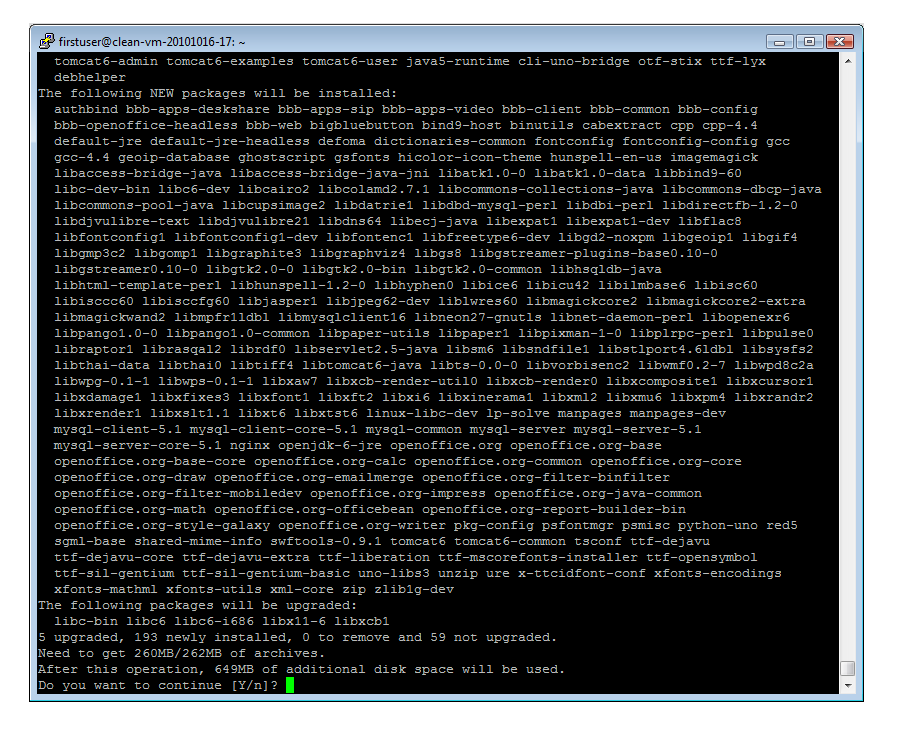 firstuser@clean-vm-20101016-17: ~
tomcat6-admin tomcat6-examples tomcat6-user java5-runtime cli-uno-bridge otf-stix ttf-lyx
debhelper
The following NEW packages will be installed:
authbind bbb-apps-deskshare bbb-apps-sip bbb-apps-video bbb-client bbb-common bbb-config
bbb-openoffice-headless bbb-web bigbluebutton bind9-host binutils cabextract cpp cpp-4.4
default-jre default-jre-headless defoma dictionaries-common fontconfig fontconfig-config gcc
gcc-4.4 geoip-database ghostscript gsfonts hicolor-icon-theme hunspell-en-us imagemagick
libaccess-bridge-java libaccess-bridge-java-jni libatk1.0-0 libatk1.0-data libbind9-60
libc-dev-bin libc6-dev libcairo2 libcolamd2.7.1 libcommons-collections-java libcommons-dbcp-java
libcommons-pool-java libcupsimage2 libdatrie1 libdbd-mysql-perl libdbi-perl libdirectfb-1.2-0
libdjvulibre-text libdjvulibre21 libdns64 libecj-java libexpat1 libexpat1-dev libflac8
libfontconfig1 libfontconfig1-dev libfontenc1 libfreetype6-dev libgd2-noxpm libgeoip1 libgif4
libgmp3c2 libgomp1 libgraphite3 libgraphviz4 libgs8 libgstreamer-plugins-base0.10-0
libgstreamer0.10-0 libgtk2.0-0 libgtk2.0-bin libgtk2.0-common libhsqldb-java
libhtml-template-perl libhunspell-1.2-0 libhyphen0 libice6 libicu42 libilmbase6 libisc60
libisccc60 libisccfg60 libjasper1 libjpeg62-dev liblwres60 libmagickcore2 libmagickcore2-extra
libmagickwand2 libmpfr1ldbl libmysqlclient16 libneon27-gnutls libnet-daemon-perl libopenexr6
libpango1.0-0 libpango1.0-common libpaper-utils libpaper1 libpixman-1-0 libplrpc-perl libpulse0
libraptor1 librasqal2 librdf0 libservlet2.5-java libsm6 libsndfile1 libstlport4.6ldbl libsysfs2
libthai-data libthai0 libtiff4 libtomcat6-java libts-0.0-0 libvorbisenc2 libwmf0.2-7 libwpd8c2a
libwpg-0.1-1 libwps-0.1-1 libxaw7 libxcb-render-util0 libxcb-render0 libxcomposite1 libxcursor1
libxdamage1 libxfixes3 libxfont1 libxft2 libxi6 libxinerama1 libxml2 libxmu6 libxpm4 libxrandr2
libxrender1 libxslt1.1 libxt6 libxtst6 linux-libc-dev lp-solve manpages manpages-dev
mysql-client-5.1 mysql-client-core-5.1 mysql-common mysql-server mysql-server-5.1
mysql-server-core-5.1 nginx openjdk-6-jre openoffice.org openoffice.org-base
openoffice.org-base-core openoffice.org-calc openoffice.org-common openoffice.org-core
openoffice.org-draw openoffice.org-emailmerge openoffice.org-filter-binfilter
openoffice.org-filter-mobiledev openoffice.org-impress openoffice.org-java-common
openoffice.org-math openoffice.org-officebean openoffice.org-report-builder-bin
openoffice.org-style-galaxy openoffice.org-writer pkg-config psfontmgr psmisc python-uno red5
sgml-base shared-mime-info swftools-0.9.1 tomcat6 tomcat6-common tsconf ttf-dejavu
ttf-dejavu-core ttf-dejavu-extra ttf-liberation ttf-mscorefonts-installer ttf-opensymbol
ttf-sil-gentium ttf-sil-gentium-basic uno-libs3 unzip ure x-ttcidfont-conf xfonts-encodings
xfonts-mathml xfonts-utils xml-core zip zlib1g-dev
The following packages will be upgraded:
libc-bin libc6 libc6-i686 libx11-6 libxcb1
5 upgraded, 193 newly installed, 0 to remove and 59 not upgraded.
Need to get 260MB/262MB of archives.
After this operation, 649MB of additional disk space will be used.
Do you want to continue [Y/n]?